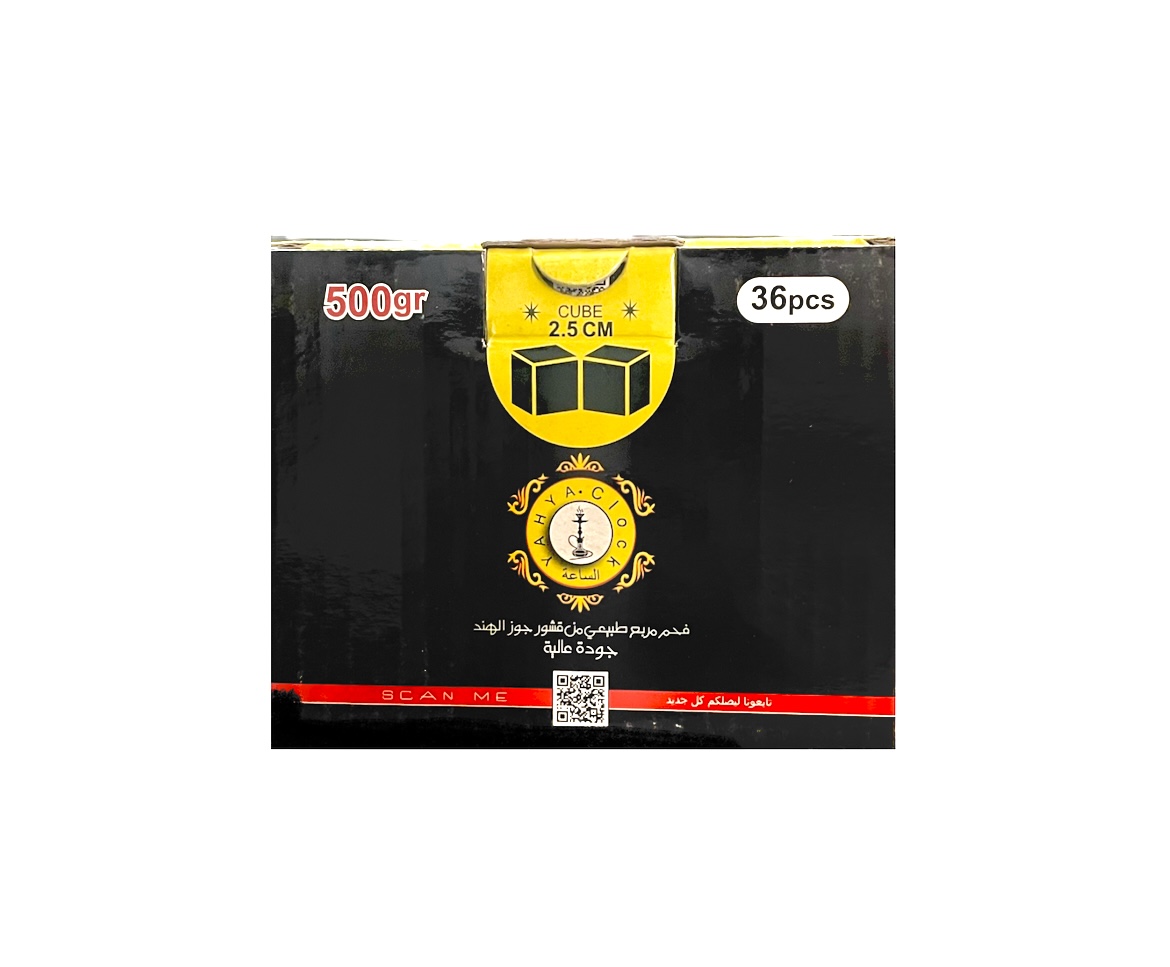 500gr
36pcs
CUBE
2.5 CM
YAHYA • Clock
الساعة
فحم مربع طبيعي من قشور جوز الهند
جودة عالية
SCAN ME
تابعونا ليصلكم كل جديد